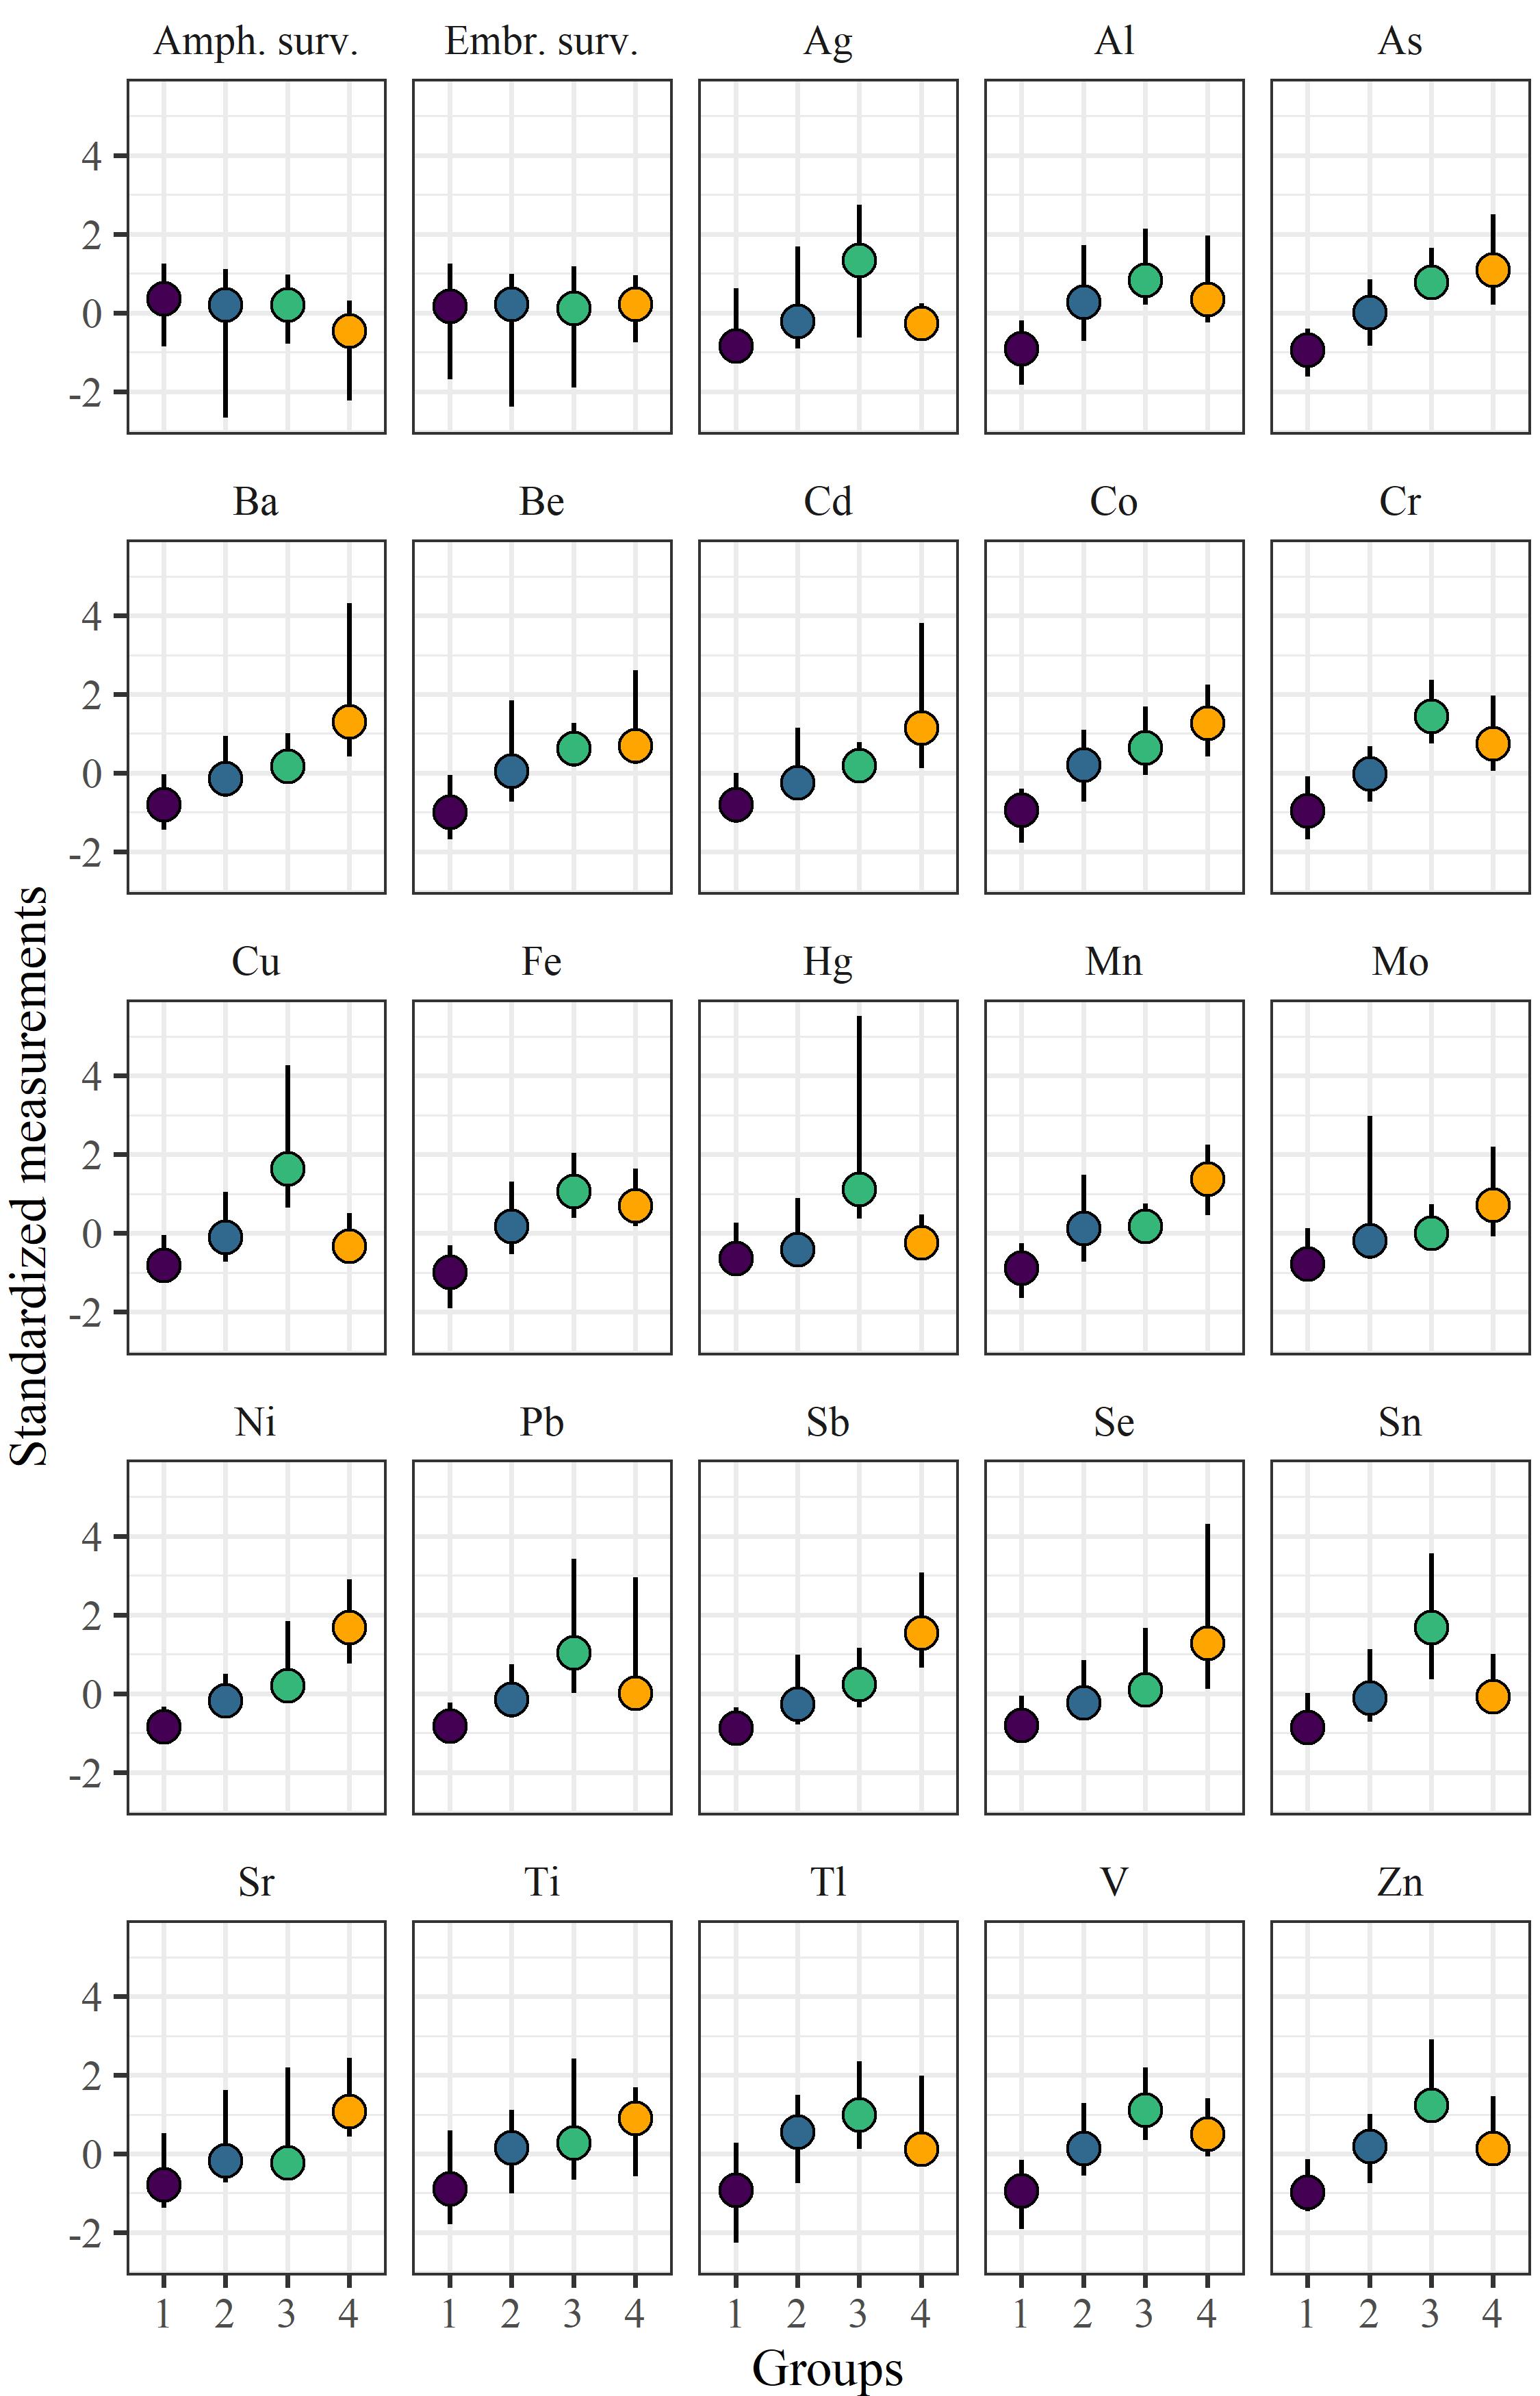 Amph. surv. Embr. surv. Ag Al As
4
2
0
-2
Ba Be Cd Co Cr
4
2
0
-2
Standardized measurements
Cu Fe Hg Mn Mo
4
2
0
-2
Ni Pb Sb Se Sn
4
2
0
-2
Sr Ti Tl V Zn
4
2
0
-2
1 2 3 4 1 2 3 4 1 2 3 4 1 2 3 4 1 2 3 4
Groups